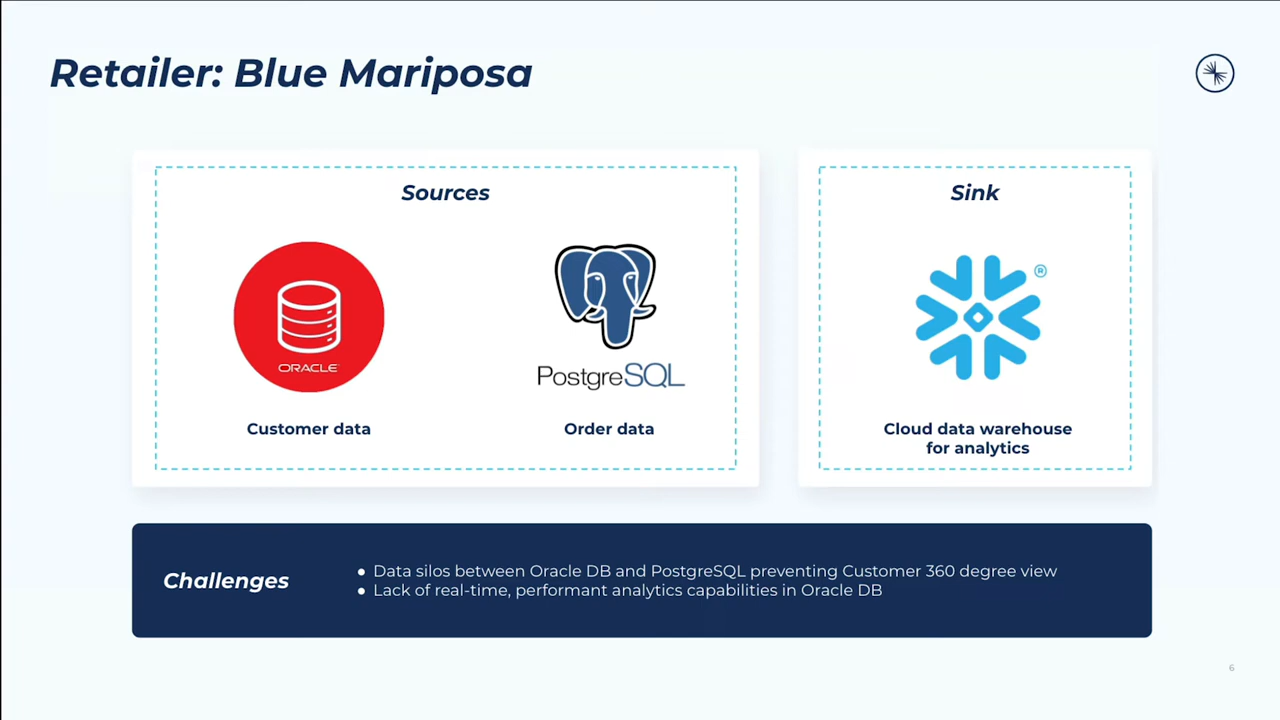 Retailer: Blue Mariposa
Sources
ORACLE
PostgreSQL
Customer data
Order data
Sink
®
Cloud data warehouse
for analytics
Challenges
● Data silos between Oracle DB and PostgreSQL preventing Customer 360 degree view
● Lack of real-time, performant analytics capabilities in Oracle DB
6